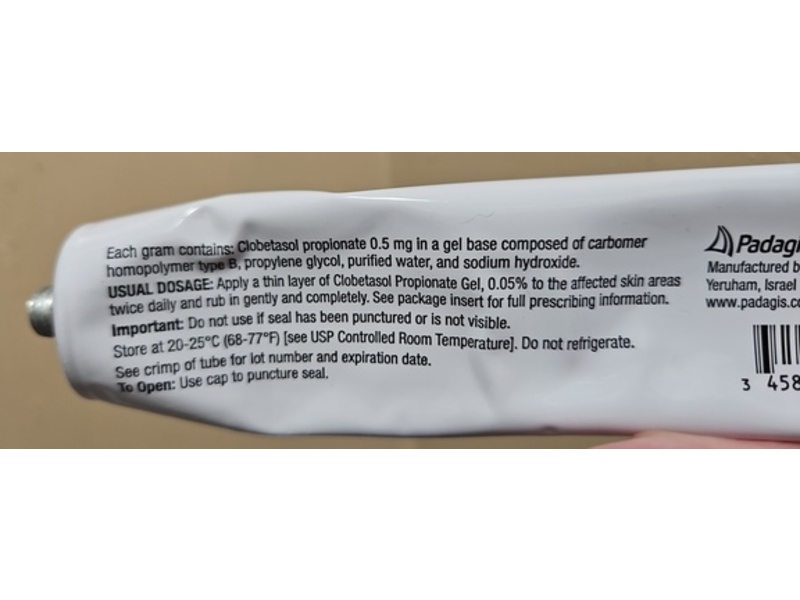 Each gram contains: Clobetasol propionate 0.5 mg in a gel base composed of carbomer
homopolymer type B, propylene glycol, purified water, and sodium hydroxide.
USUAL DOSAGE: Apply a thin layer of Clobetasol Propionate Gel, 0.05% to the affected skin areas
twice daily and rub in gently and completely. See package insert for full prescribing information.
Important: Do not use if seal has been punctured or is not visible.
Store at 20-25°C (68-77°F) [see USP Controlled Room Temperature]. Do not refrigerate.
See crimp of tube for lot number and expiration date.
To Open: Use cap to puncture seal.
Padagi
Manufactured b
Yeruham, Israel
www.padagis.co
3 458